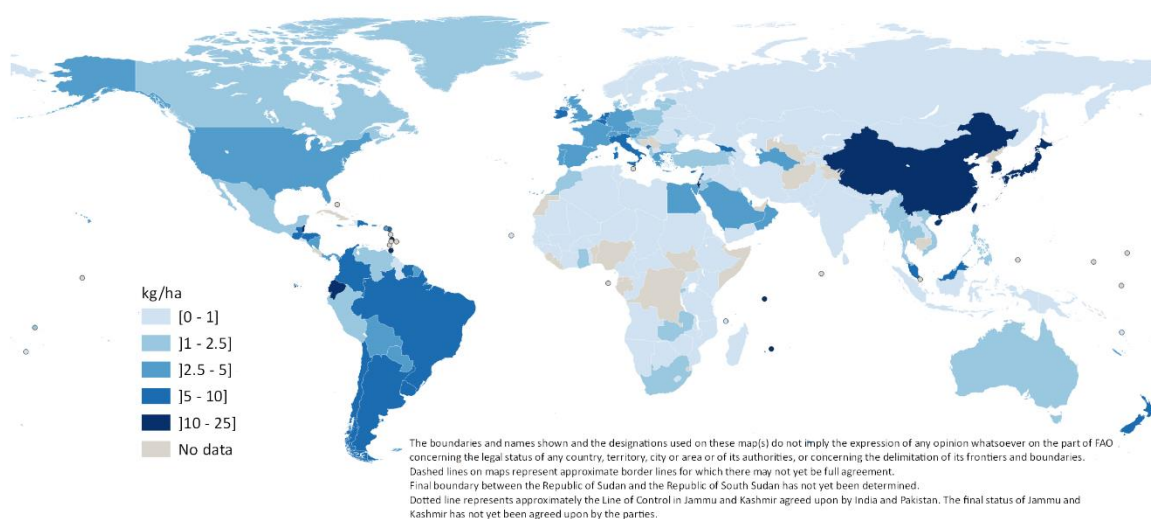 kg/ha
[0 - 1]
]1 - 2.5]
]2.5 - 5]
]5 - 10]
]10 - 25]
No data
The boundaries and names shown and the designations used on these map(s) do not imply the expression of any opinion whatsoever on the part of FAO
concerning the legal status of any country, territory, city or area or of its authorities, or concerning the delimitation of its frontiers and boundaries.
Dashed lines on maps represent approximate border lines for which there may not yet be full agreement.
Final boundary between the Republic of Sudan and the Republic of South Sudan has not yet been determined.
Dotted line represents approximately the Line of Control in Jammu and Kashmir agreed upon by India and Pakistan. The final status of Jammu and
Kashmir has not yet been agreed upon by the parties.